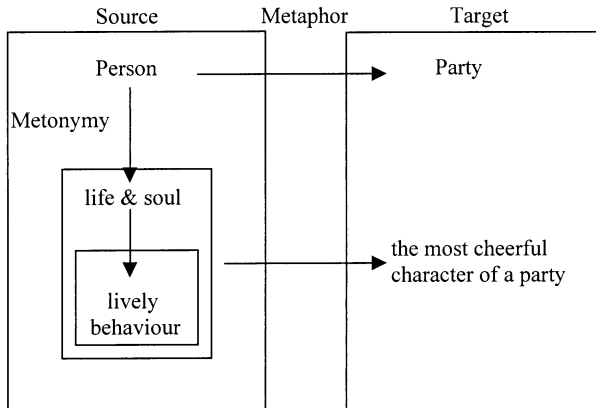 Source Metaphor Target
Person Party
Metonymy
life & soul
the most cheerful
character of a party
lively
behaviour